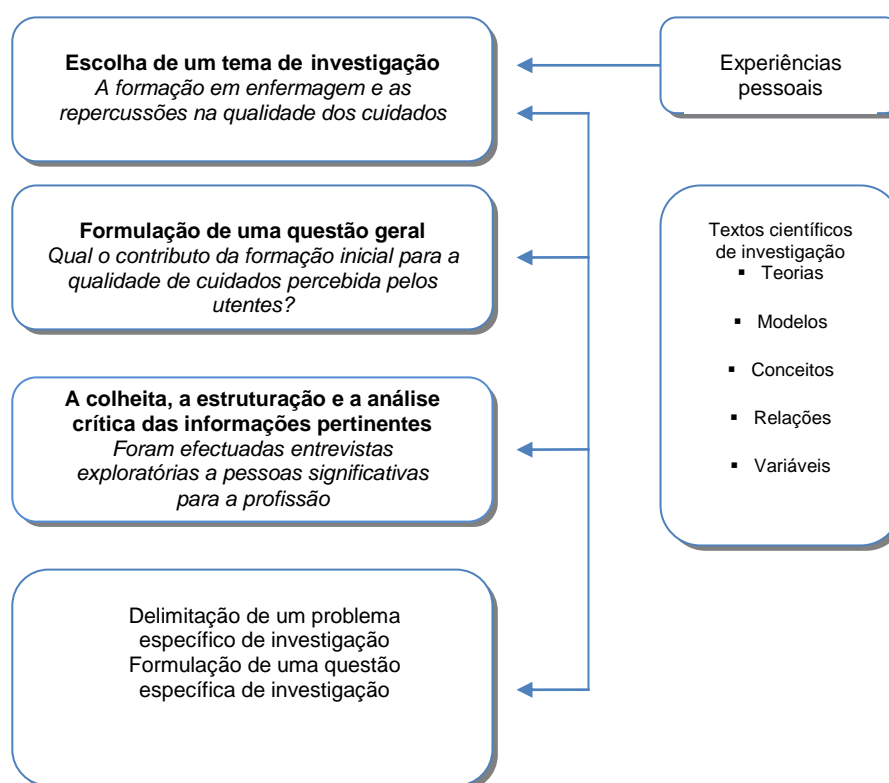 Escolha de um tema de investigação
A formação em enfermagem e as
repercussões na qualidade dos cuidados
Experiências
pessoais
Formulação de uma questão geral
Qual o contributo da formação inicial para a
qualidade de cuidados percebida pelos
utentes?
Textos científicos
de investigação
▪ Teorias
▪ Modelos
▪ Conceitos
▪ Relações
▪ Variáveis
A colheita, a estruturação e a análise
crítica das informações pertinentes
Foram efectuadas entrevistas
exploratórias a pessoas significativas
para a profissão
Delimitação de um problema
específico de investigação
Formulação de uma questão
específica de investigação